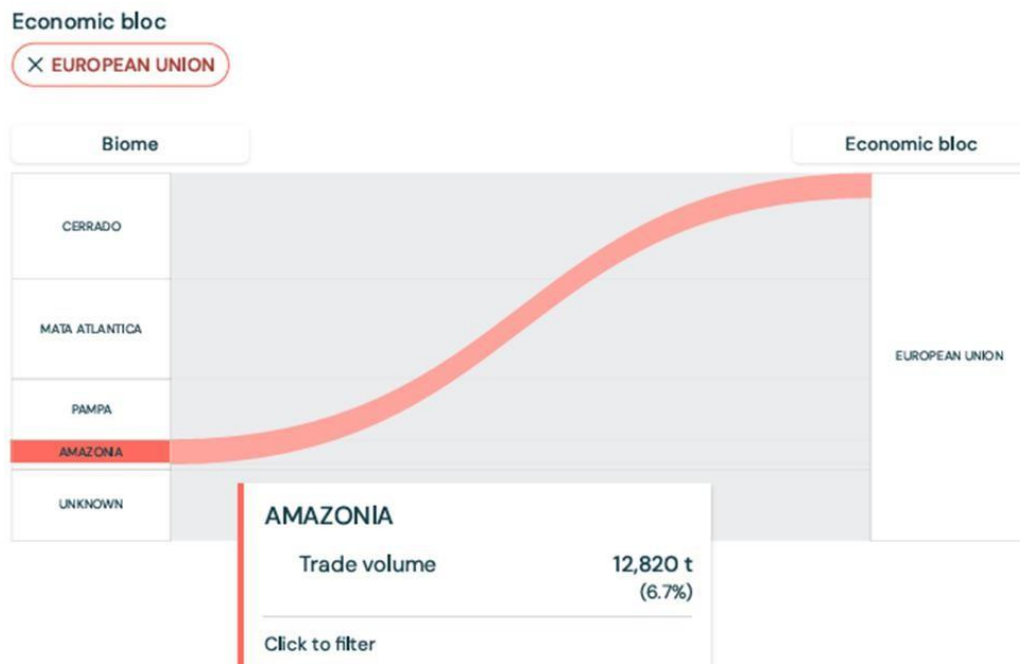 Economic bloc
× EUROPEAN UNION
Biome
Economic bloc
CERRADO
MATA ATLANTICA
EUROPEAN UNION
PAMPA
AMAZONIA
UNKNOWN
AMAZONIA
Trade volume 12,820 t
(6.7%)
Click to filter